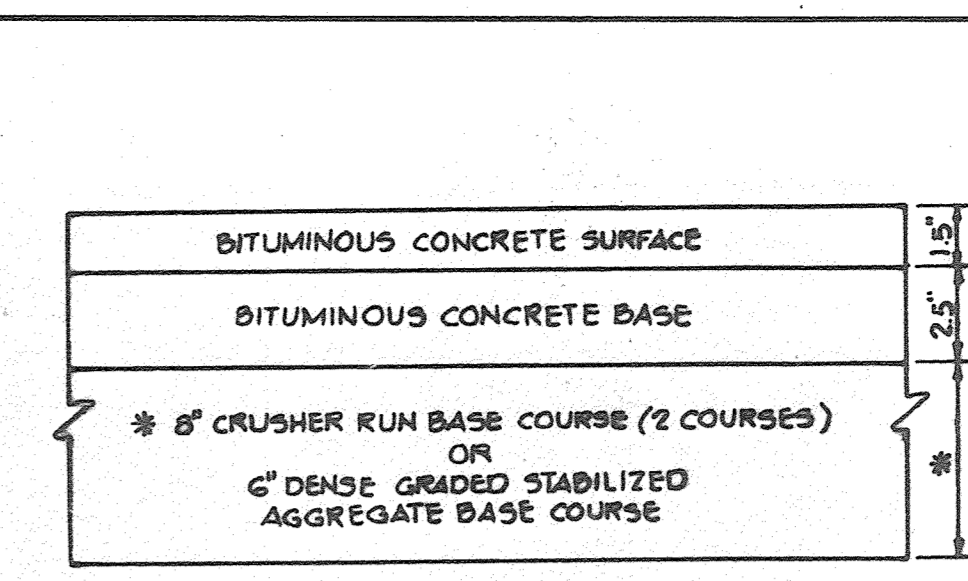 BITUMINOUS CONCRETE SURFACE
1.5"
BITUMINOUS CONCRETE BASE
2.5"
* 8" CRUSHER RUN BASE COURSE (2 COURSES)
OR
6" DENSE GRADED STABILIZED
AGGREGATE BASE COURSE
*